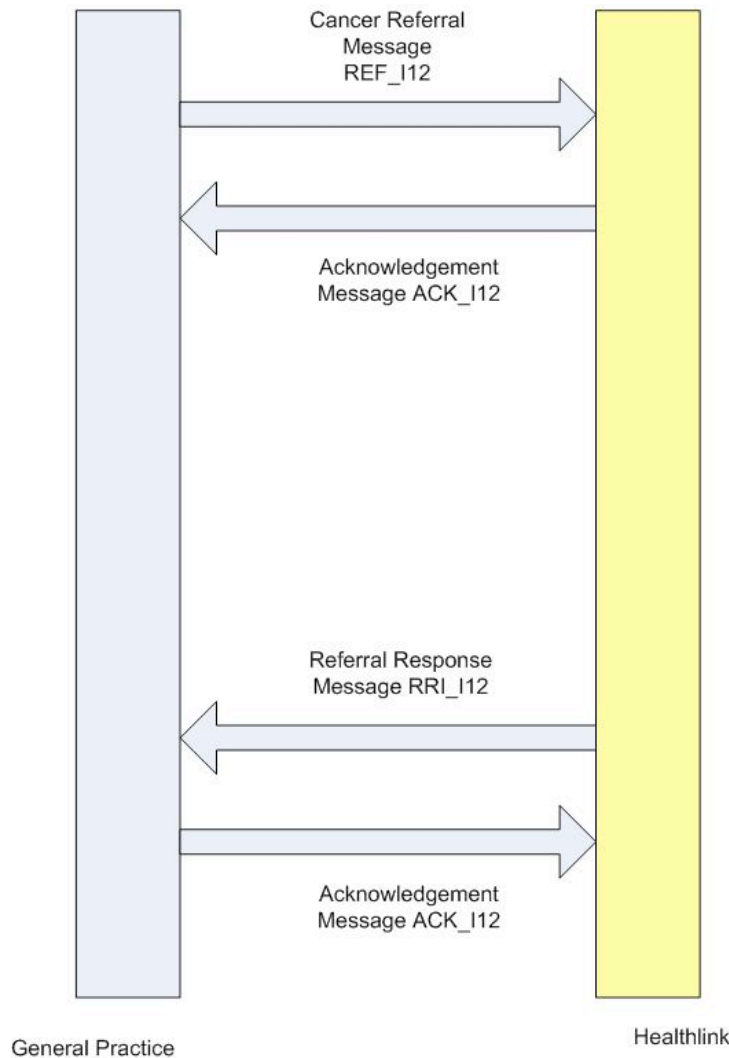 Cancer Referral
Message
REF_I12
Acknowledgement
Message ACK_I12
Referral Response
Message RRI_I12
Acknowledgement
Message ACK_I12
General Practice
Healthlink